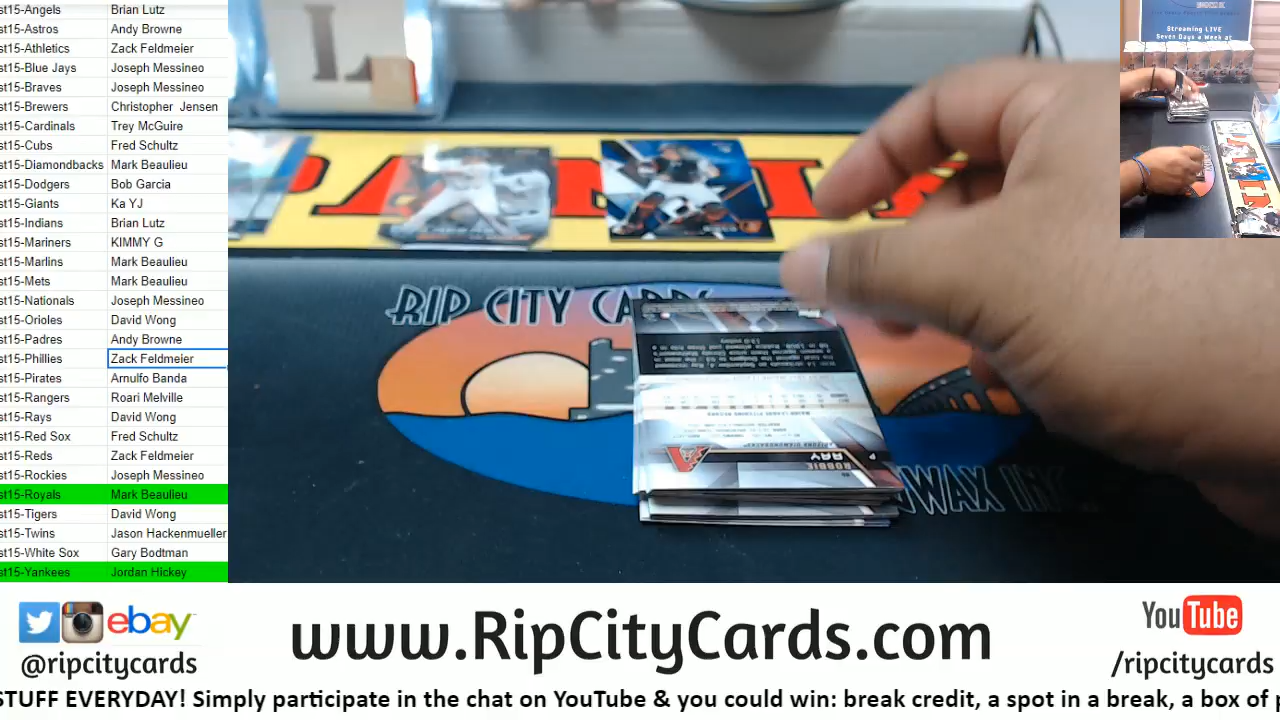 st15-Angels Brian Lutz
st15-Astros Andy Browne
st15-Athletics Zack Feldmeier
st15-Blue Jays Joseph Messineo
st15-Braves Joseph Messineo
st15-Brewers Christopher Jensen
st15-Cardinals Trey McGuire
st15-Cubs Fred Schultz
st15-Diamondbacks Mark Beaulieu
st15-Dodgers Bob Garcia
st15-Giants Ka YJ
st15-Indians Brian Lutz
st15-Mariners KIMMY G
st15-Marlins Mark Beaulieu
st15-Mets Mark Beaulieu
st15-Nationals Joseph Messineo
st15-Orioles David Wong
st15-Padres Andy Browne
st15-Phillies Zack Feldmeier
st15-Pirates Arnulfo Banda
st15-Rangers Roari Melville
st15-Rays David Wong
st15-Red Sox Fred Schultz
st15-Reds Zack Feldmeier
st15-Rockies Joseph Messineo
st15-Royals Mark Beaulieu
st15-Tigers David Wong
st15-Twins Jason Hackenmueller
st15-White Sox Gary Bodtman
st15-Yankees Jordan Hickey
Streaming LIVE
Seven Days a Week at
RIP CITY CARDS
ROBBIE
RAY
P
ARIZONA DIAMONDBACKS
MAJOR LEAGUE PITCHING RECORD
ebay
@ripcitycards
www.RipCityCards.com
YouTube
/ripcitycards
STUFF EVERYDAY! Simply participate in the chat on YouTube & you could win: break credit, a spot in a break, a box of